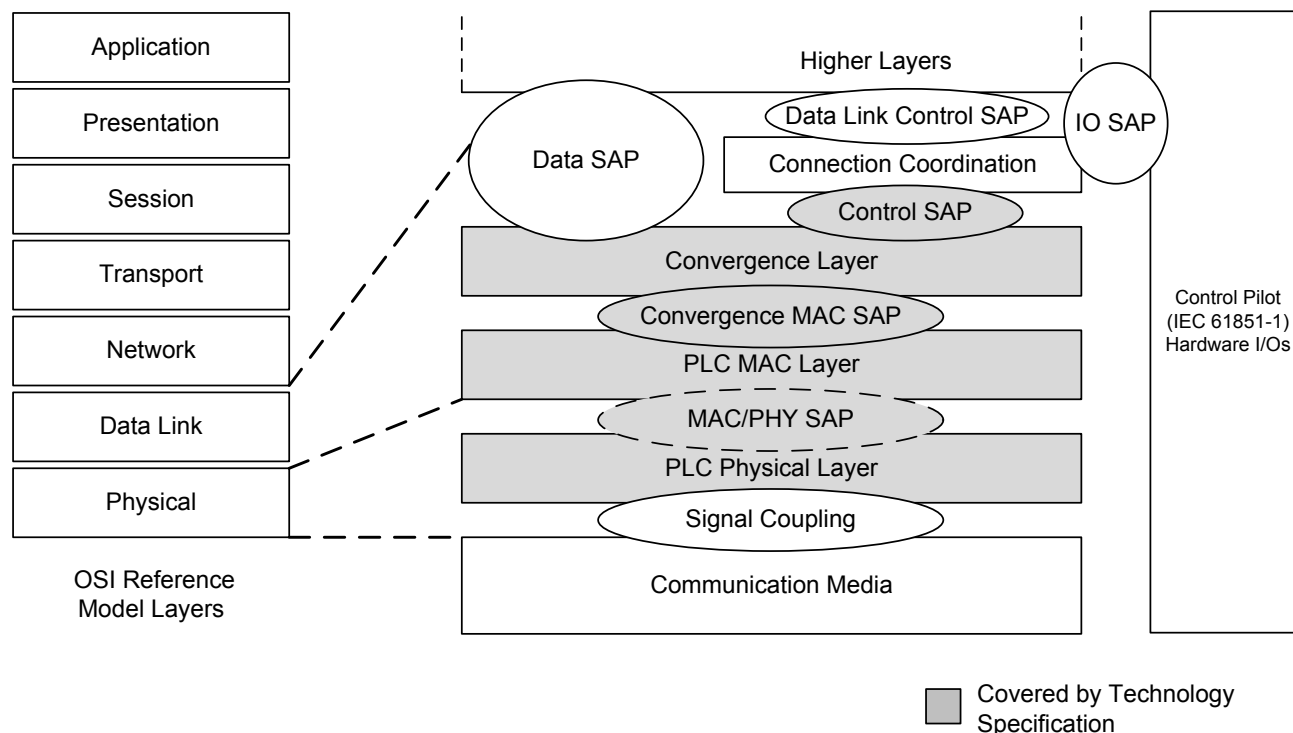 Application
Presentation
Session
Transport
Network
Data Link
Physical
OSI Reference
Model Layers
Higher Layers
Data SAP
Data Link Control SAP
IO SAP
Connection Coordination
Control SAP
Convergence Layer
Convergence MAC SAP
PLC MAC Layer
MAC/PHY SAP
PLC Physical Layer
Signal Coupling
Communication Media
Control Pilot
(IEC 61851-1)
Hardware I/Os
Covered by Technology
Specification